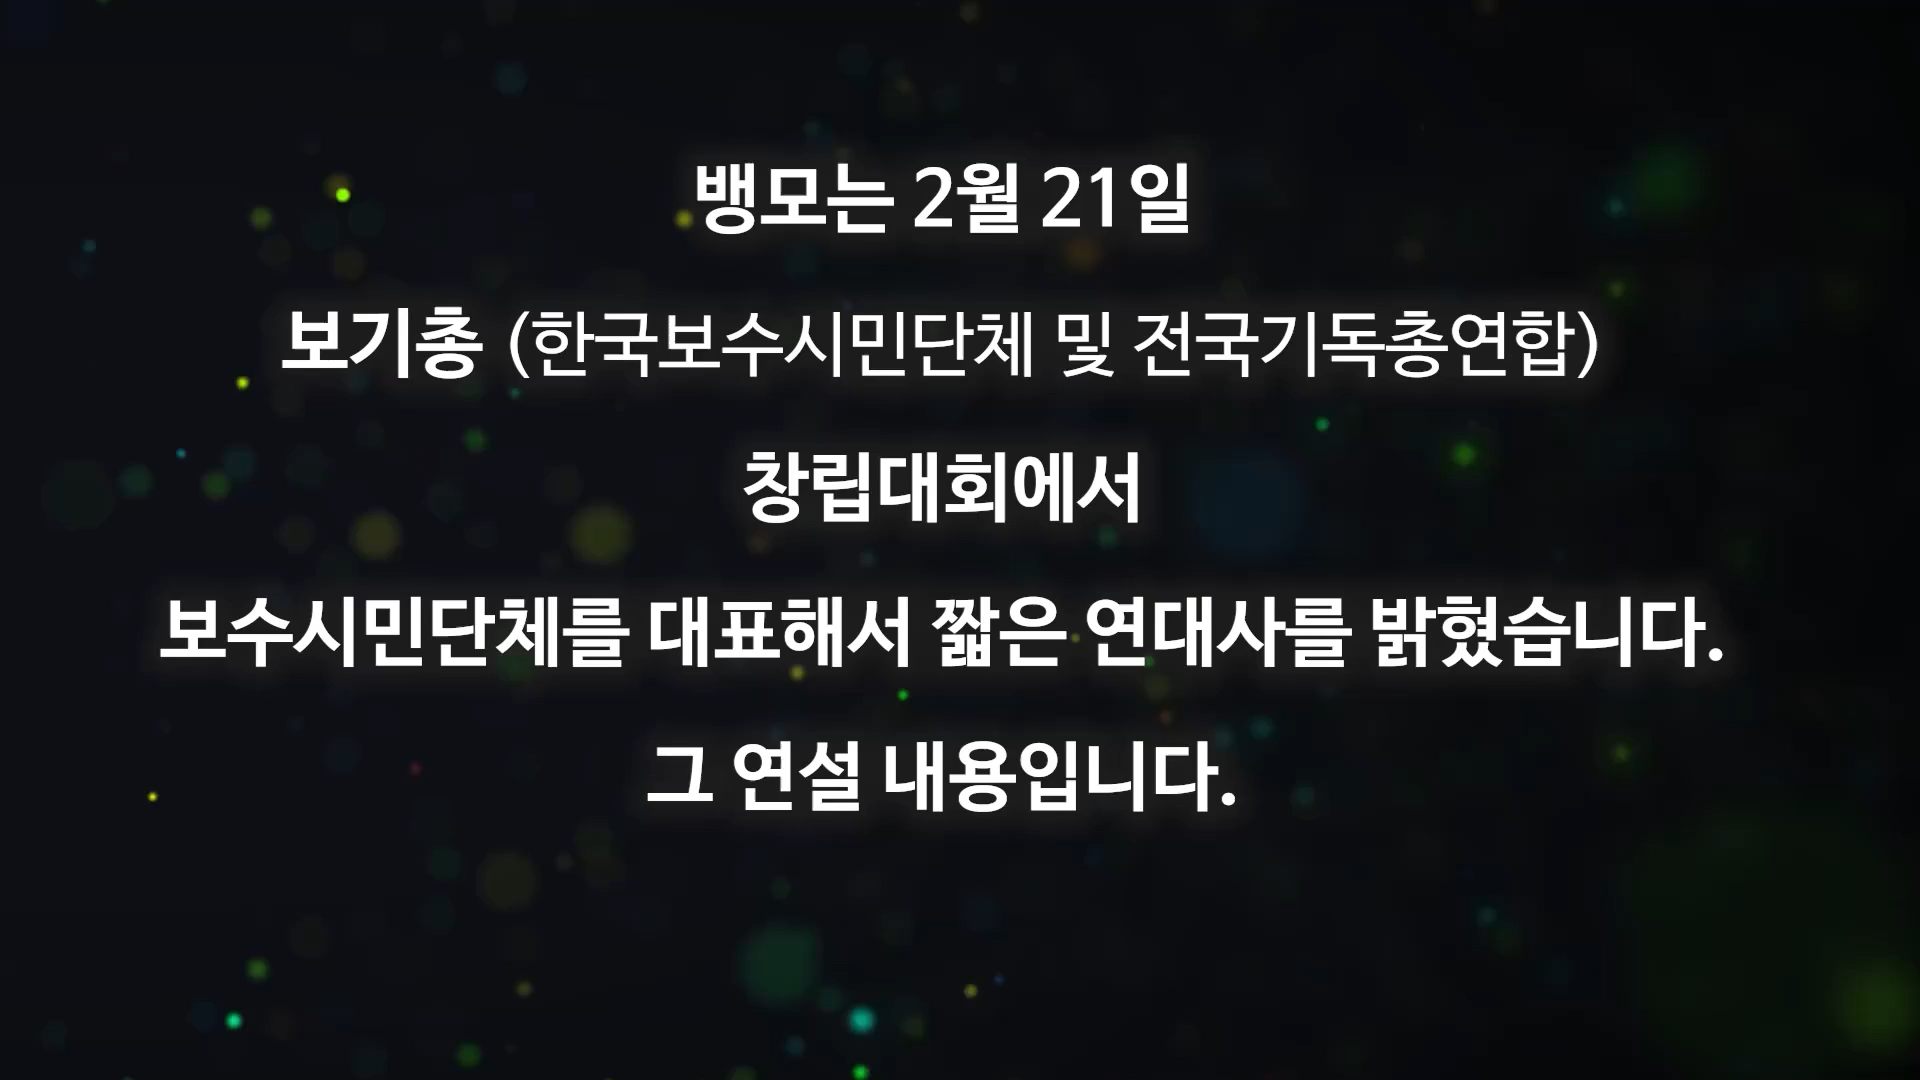 뱅모는 2월 21일
보기총 (한국보수시민단체 및 전국기독총연합)
창립대회에서
보수시민단체를 대표해서 짧은 연대사를 밝혔습니다.
그 연설 내용입니다.